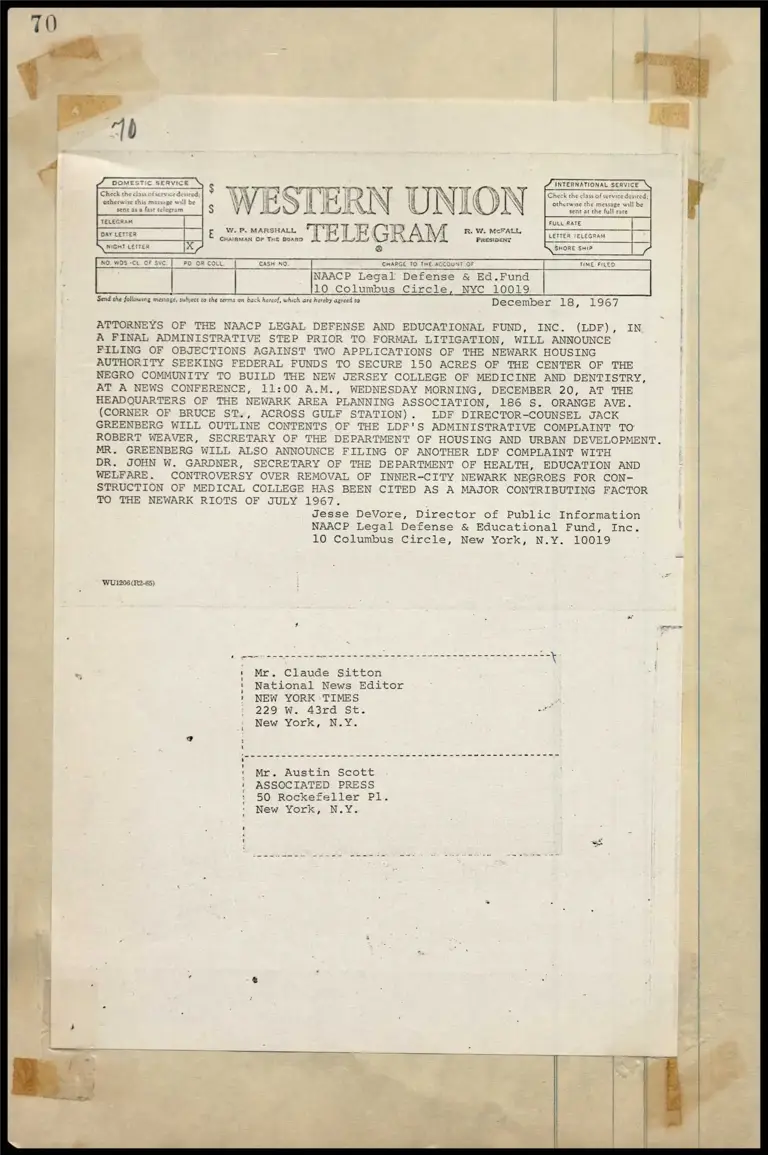 70
70
DOMESTIC SERVICE
Check the class of service desired;
otherwise this message will be
sent as a fast telegram
TELEGRAM
DAY LETTER
NIGHT LETTER X
$
S
E
WESTERN UNION
TELEGRAM
W. P. MARSHALL
CHAIRMAN OF THE BOARD
R. W. McFALL
PRESIDENT
INTERNATIONAL SERVICE
Check the class of service desired;
otherwise the message will be
sent at the full rate
FULL RATE
LETTER TELEGRAM
SHORE SHIP
NO. WDS.-CL. OF SVC. PD. OR COLL. CASH NO. CHARGE TO THE ACCOUNT OF TIME FILED
NAACP Legal Defense & Ed.Fund
10 Columbus Circle, NYC 10019
Send the following message, subject to the terms on back hereof, which are hereby agreed to
December 18, 1967
ATTORNEYS OF THE NAACP LEGAL DEFENSE AND EDUCATIONAL FUND, INC. (LDF), IN
A FINAL ADMINISTRATIVE STEP PRIOR TO FORMAL LITIGATION, WILL ANNOUNCE
FILING OF OBJECTIONS AGAINST TWO APPLICATIONS OF THE NEWARK HOUSING
AUTHORITY SEEKING FEDERAL FUNDS TO SECURE 150 ACRES OF THE CENTER OF THE
NEGRO COMMUNITY TO BUILD THE NEW JERSEY COLLEGE OF MEDICINE AND DENTISTRY,
AT A NEWS CONFERENCE, 11:00 A.M., WEDNESDAY MORNING, DECEMBER 20, AT THE
HEADQUARTERS OF THE NEWARK AREA PLANNING ASSOCIATION, 186 S. ORANGE AVE.
(CORNER OF BRUCE ST., ACROSS GULF STATION). LDF DIRECTOR-COUNSEL JACK
GREENBERG WILL OUTLINE CONTENTS OF THE LDF'S ADMINISTRATIVE COMPLAINT TO
ROBERT WEAVER, SECRETARY OF THE DEPARTMENT OF HOUSING AND URBAN DEVELOPMENT.
MR. GREENBERG WILL ALSO ANNOUNCE FILING OF ANOTHER LDF COMPLAINT WITH
DR. JOHN W. GARDNER, SECRETARY OF THE DEPARTMENT OF HEALTH, EDUCATION AND
WELFARE. CONTROVERSY OVER REMOVAL OF INNER-CITY NEWARK NEGROES FOR CON-
STRUCTION OF MEDICAL COLLEGE HAS BEEN CITED AS A MAJOR CONTRIBUTING FACTOR
TO THE NEWARK RIOTS OF JULY 1967.
Jesse DeVore, Director of Public Information
NAACP Legal Defense & Educational Fund, Inc.
10 Columbus Circle, New York, N.Y. 10019
WU1206 (R2-65)
Mr. Claude Sitton
National News Editor
NEW YORK TIMES
229 W. 43rd St.
New York, N.Y.
Mr. Austin Scott
ASSOCIATED PRESS
50 Rockefeller Pl.
New York, N.Y.